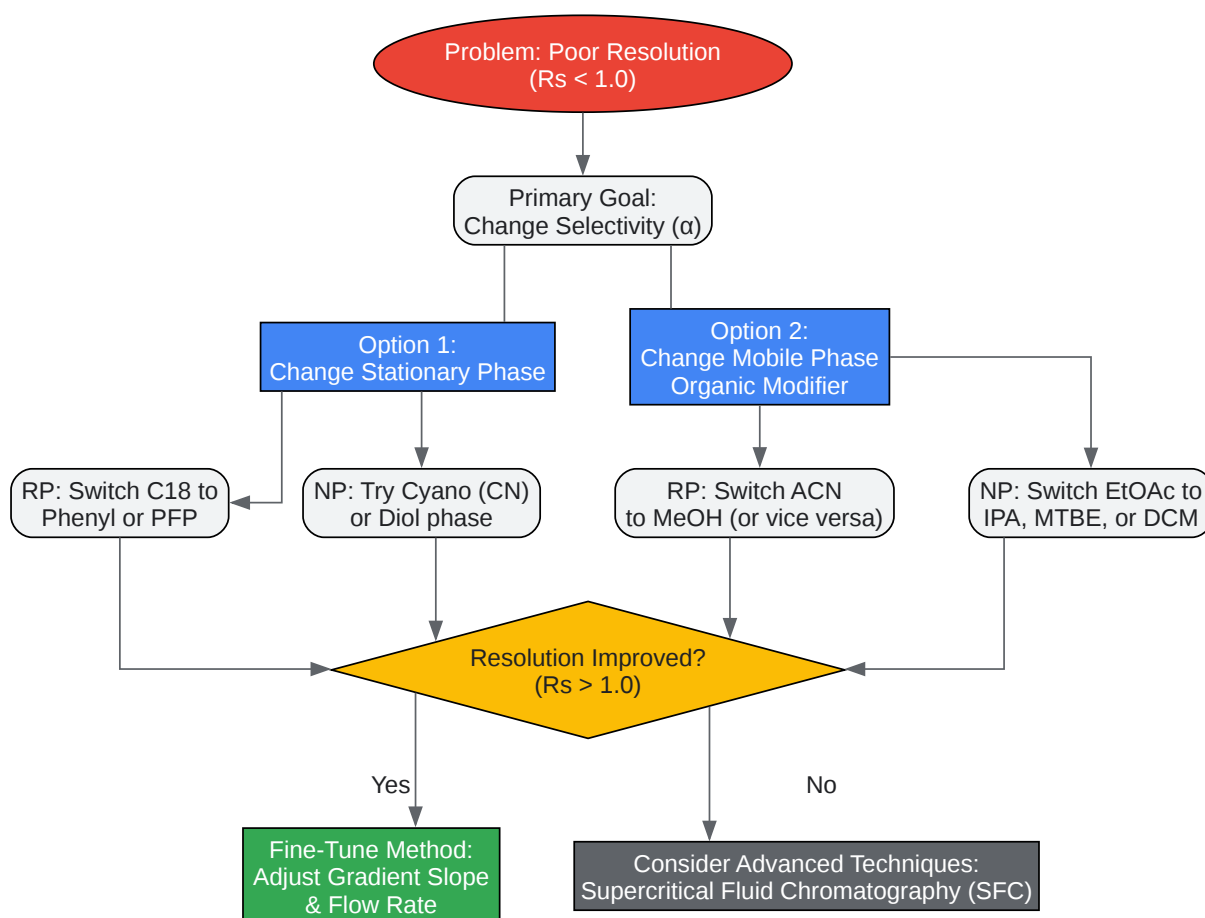 Problem: Poor Resolution
(Rs < 1.0)
Primary Goal:
Change Selectivity (α)
Option 1:
Change Stationary Phase
Option 2:
Change Mobile Phase
Organic Modifier
RP: Switch C18 to
Phenyl or PFP
NP: Try Cyano (CN)
or Diol phase
RP: Switch ACN
to MeOH (or vice versa)
NP: Switch EtOAc to
IPA, MTBE, or DCM
Resolution Improved?
(Rs > 1.0)
Yes
No
Fine-Tune Method:
Adjust Gradient Slope
& Flow Rate
Consider Advanced Techniques:
Supercritical Fluid Chromatography (SFC)